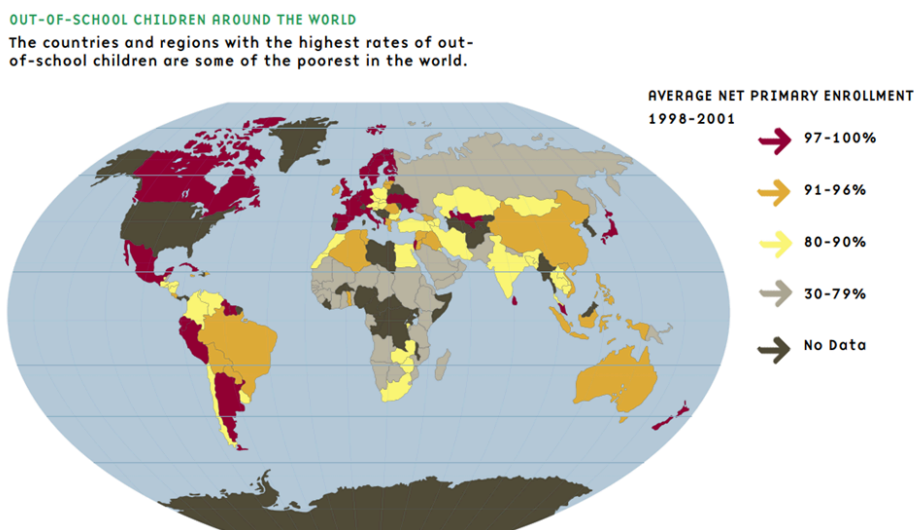 OUT-OF-SCHOOL CHILDREN AROUND THE WORLD
The countries and regions with the highest rates of out-
of-school children are some of the poorest in the world.
AVERAGE NET PRIMARY ENROLLMENT
1998-2001
97-100%
91-96%
80-90%
30-79%
No Data